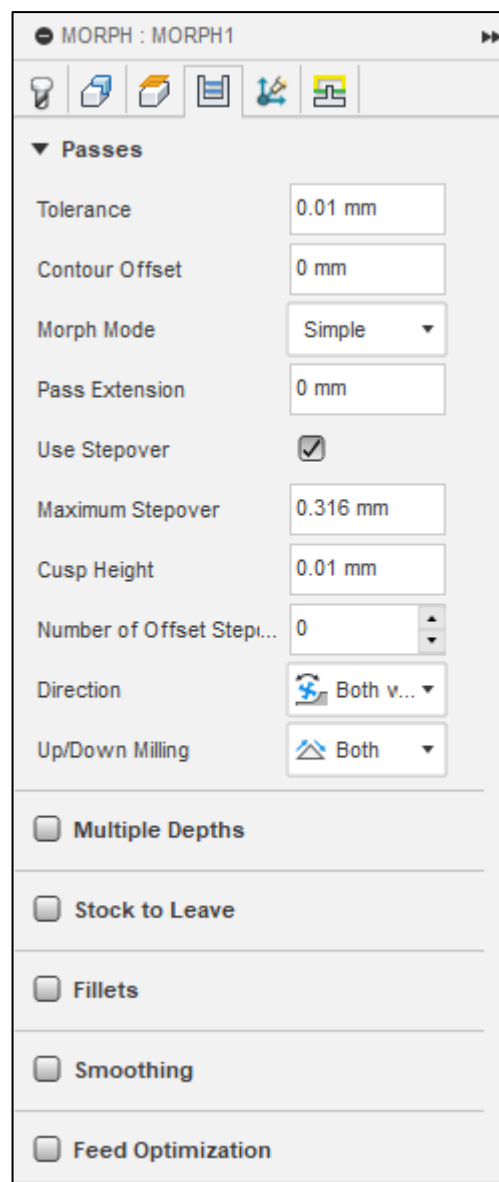 MORPH : MORPH1
Passes
Tolerance 0.01 mm
Contour Offset 0 mm
Morph Mode Simple
Pass Extension 0 mm
Use Stepover
Maximum Stepover 0.316 mm
Cusp Height 0.01 mm
Number of Offset Step... 0
Direction Both w...
Up/Down Milling Both
Multiple Depths
Stock to Leave
Fillets
Smoothing
Feed Optimization